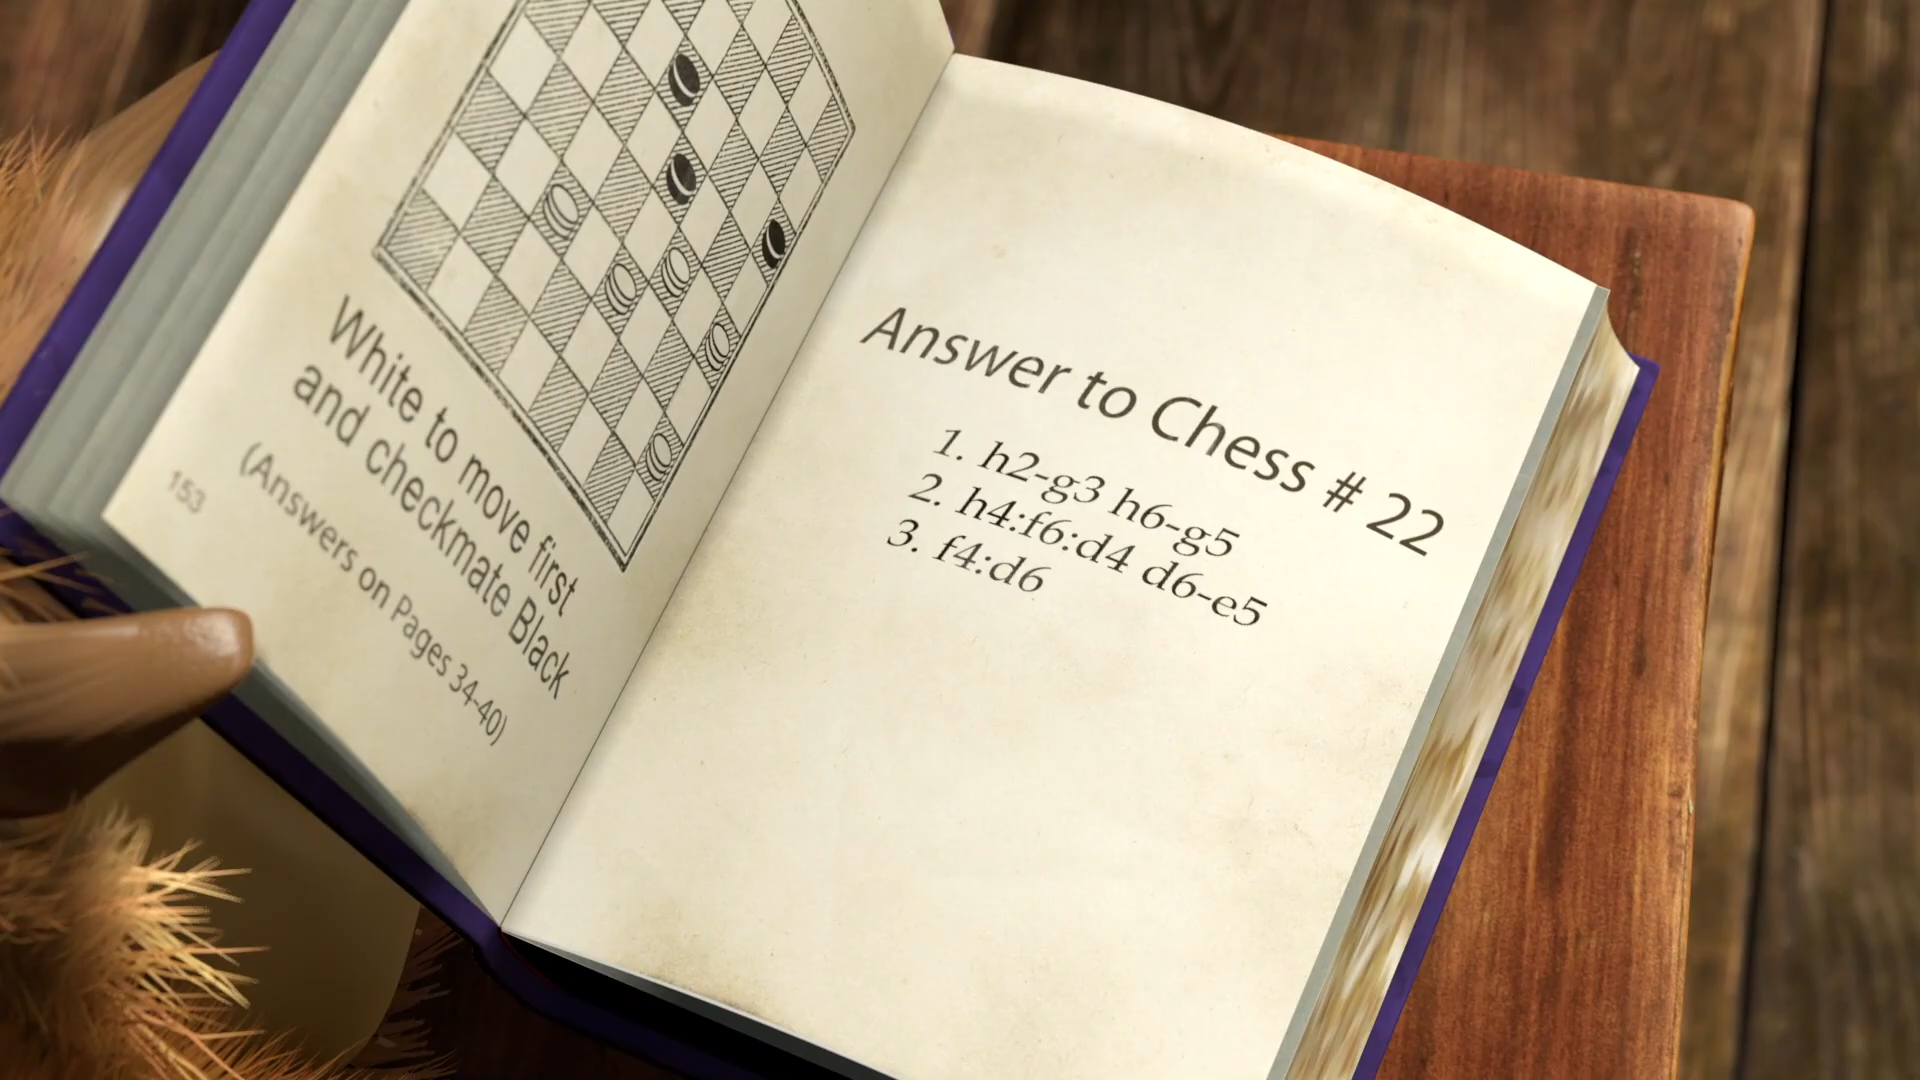 White to move first
and checkmate Black
(Answers on Pages 34-40)
153
Answer to Chess # 22
1. h2-g3 h6-g5
2. h4:f6:d4 d6-e5
3. f4:d6